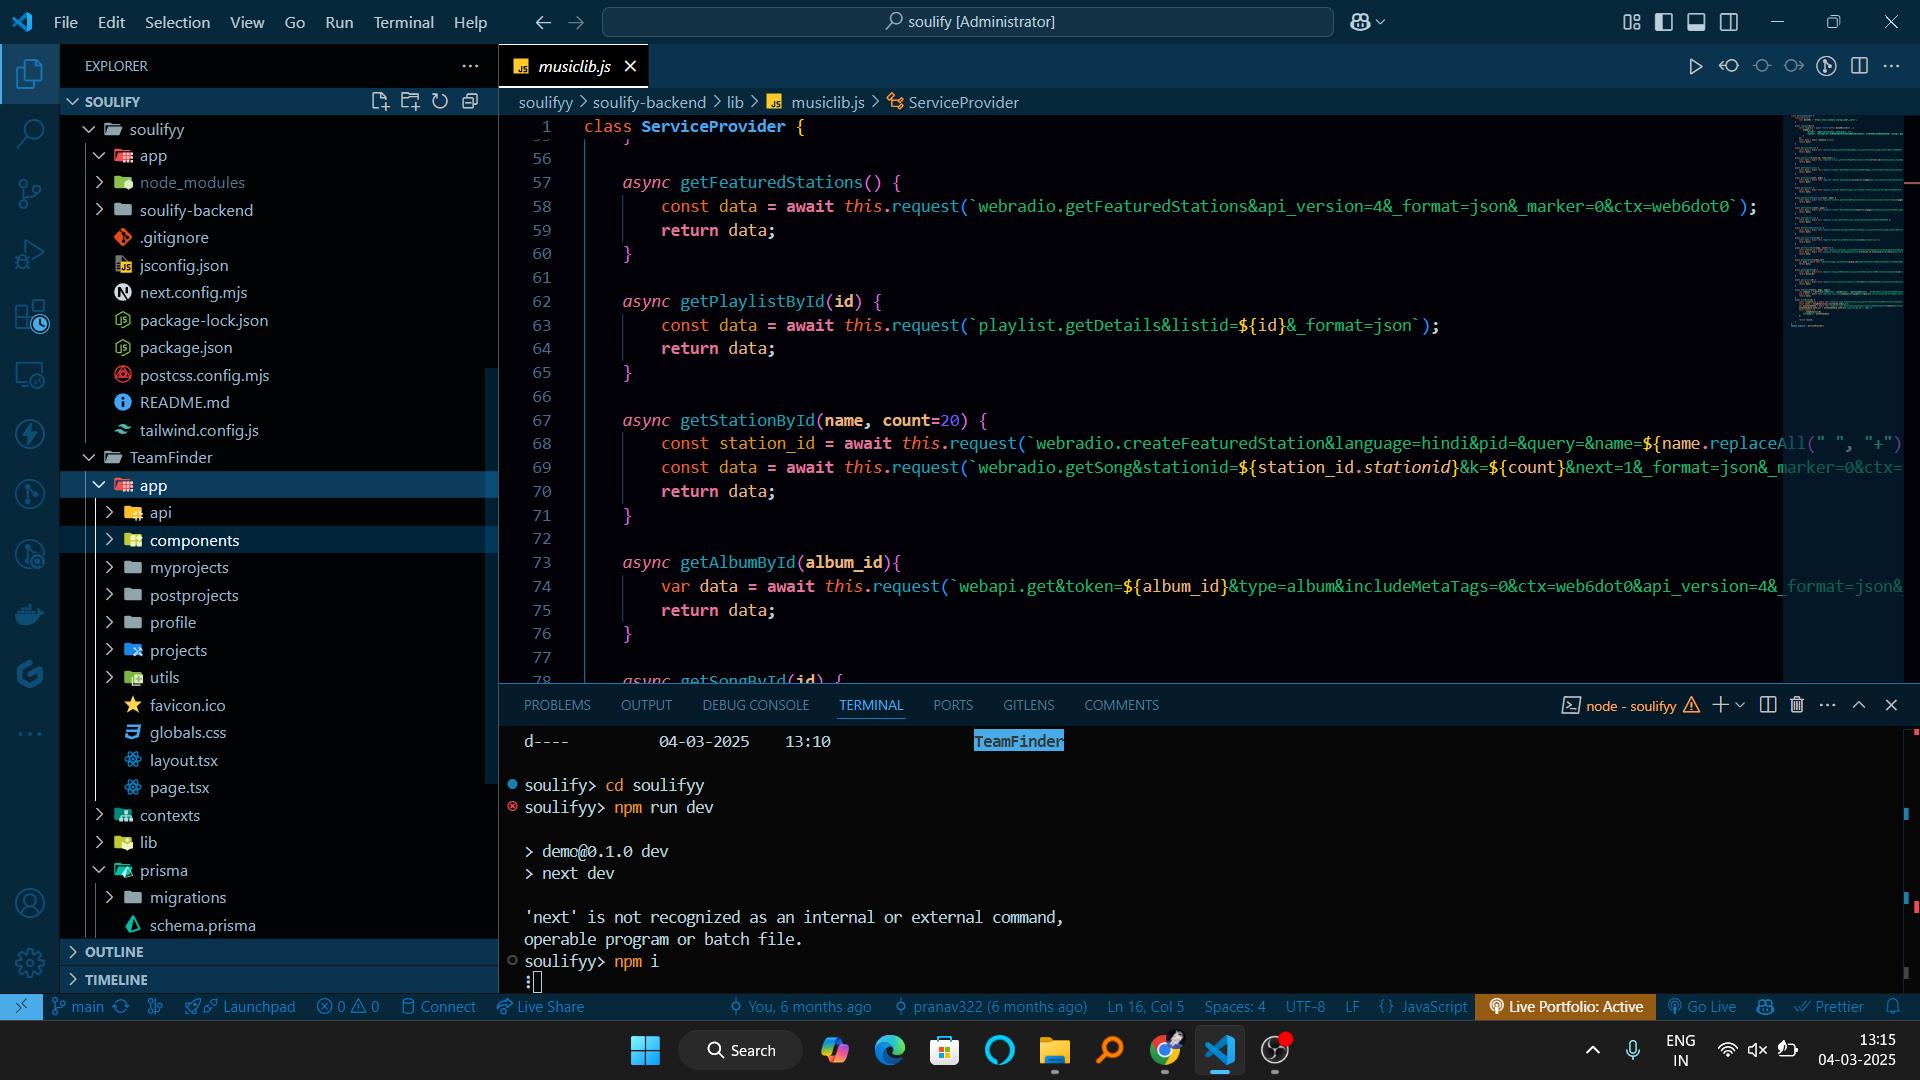 File Edit Selection View Go Run Terminal Help
soulify [Administrator]
EXPLORER
SOULIFY
soulifyy
app
node_modules
soulify-backend
.gitignore
jsconfig.json
next.config.mjs
package-lock.json
package.json
postcss.config.mjs
README.md
tailwind.config.js
TeamFinder
app
api
components
myprojects
postprojects
profile
projects
utils
favicon.ico
globals.css
layout.tsx
page.tsx
contexts
lib
prisma
migrations
schema.prisma
OUTLINE
TIMELINE
musiclib.js
soulifyy > soulify-backend > lib > musiclib.js > ServiceProvider
1 class ServiceProvider {
56
57 async getFeaturedStations() {
58 const data = await this.request(`webradio.getFeaturedStations&api_version=4&_format=json&_marker=0&ctx=web6dot0`);
59 return data;
60 }
61
62 async getPlaylistById(id) {
63 const data = await this.request(`playlist.getDetails&listid=${id}&_format=json`);
64 return data;
65 }
66
67 async getStationById(name, count=20) {
68 const station_id = await this.request(`webradio.createFeaturedStation&language=hindi&pid=&query=&name=${name.replaceAll(" ", "+")
69 const data = await this.request(`webradio.getSong&stationid=${station_id.stationid}&k=${count}&next=1&_format=json&_marker=0&ctx=
70 return data;
71 }
72
73 async getAlbumById(album_id){
74 var data = await this.request(`webapi.get&token=${album_id}&type=album&includeMetaTags=0&ctx=web6dot0&api_version=4&_format=json&
75 return data;
76 }
77
78 async getSongById(id) {
PROBLEMS OUTPUT DEBUG CONSOLE TERMINAL PORTS GITLENS COMMENTS
node - soulifyy
d---- 04-03-2025 13:10 TeamFinder
soulify> cd soulifyy
soulifyy> npm run dev
> demo@0.1.0 dev
> next dev
'next' is not recognized as an internal or external command,
operable program or batch file.
soulifyy> npm i
main Launchpad 0 0 Connect Live Share You, 6 months ago pranav322 (6 months ago) Ln 16, Col 5 Spaces: 4 UTF-8 LF {} JavaScript Live Portfolio: Active Go Live Prettier
Search
ENG
IN
13:15
04-03-2025